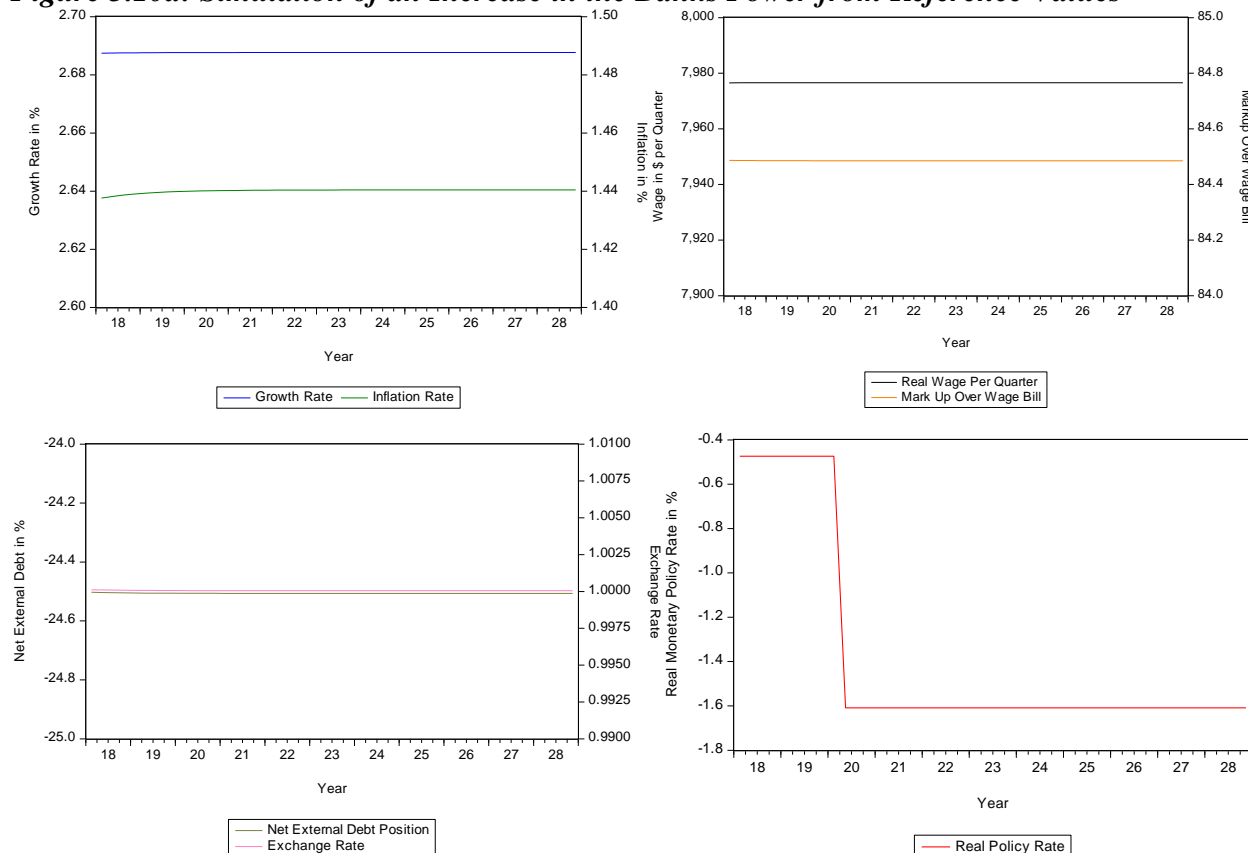 Figure 3.10a: Simulation of an Increase in the Banks Power from Reference Values
2.70
2.68
2.66
2.64
2.62
2.60
Growth Rate in %
1.50
1.48
1.46
1.44
1.42
1.40
Inflation in %
18 19 20 21 22 23 24 25 26 27 28
Year
Growth Rate Inflation Rate
8,000
7,980
7,960
7,940
7,920
7,900
Wage in $ per Quarter
85.0
84.8
84.6
84.4
84.2
84.0
Markup Over Wage Bill
18 19 20 21 22 23 24 25 26 27 28
Year
Real Wage Per Quarter
Mark Up Over Wage Bill
-24.0
-24.2
-24.4
-24.6
-24.8
-25.0
Net External Debt in %
1.0100
1.0075
1.0050
1.0025
1.0000
0.9975
0.9950
0.9925
0.9900
Exchange Rate
18 19 20 21 22 23 24 25 26 27 28
Year
Net External Debt Position
Exchange Rate
-0.4
-0.6
-0.8
-1.0
-1.2
-1.4
-1.6
-1.8
Real Monetary Policy Rate in %
18 19 20 21 22 23 24 25 26 27 28
Year
Real Policy Rate